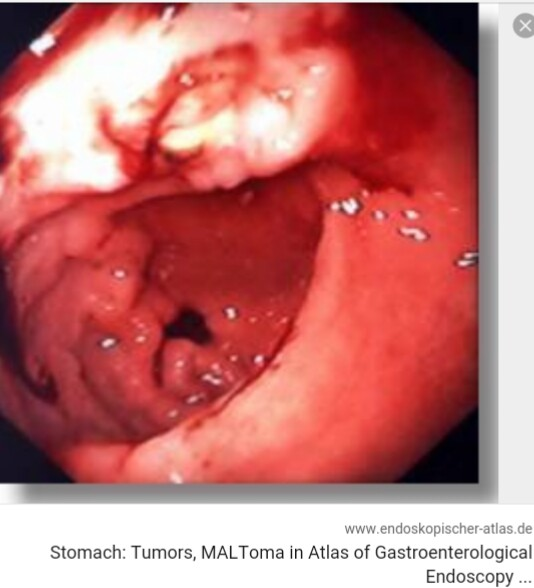 www.endoskopischer-atlas.de
Stomach: Tumors, MALToma in Atlas of Gastroenterological
Endoscopy ...